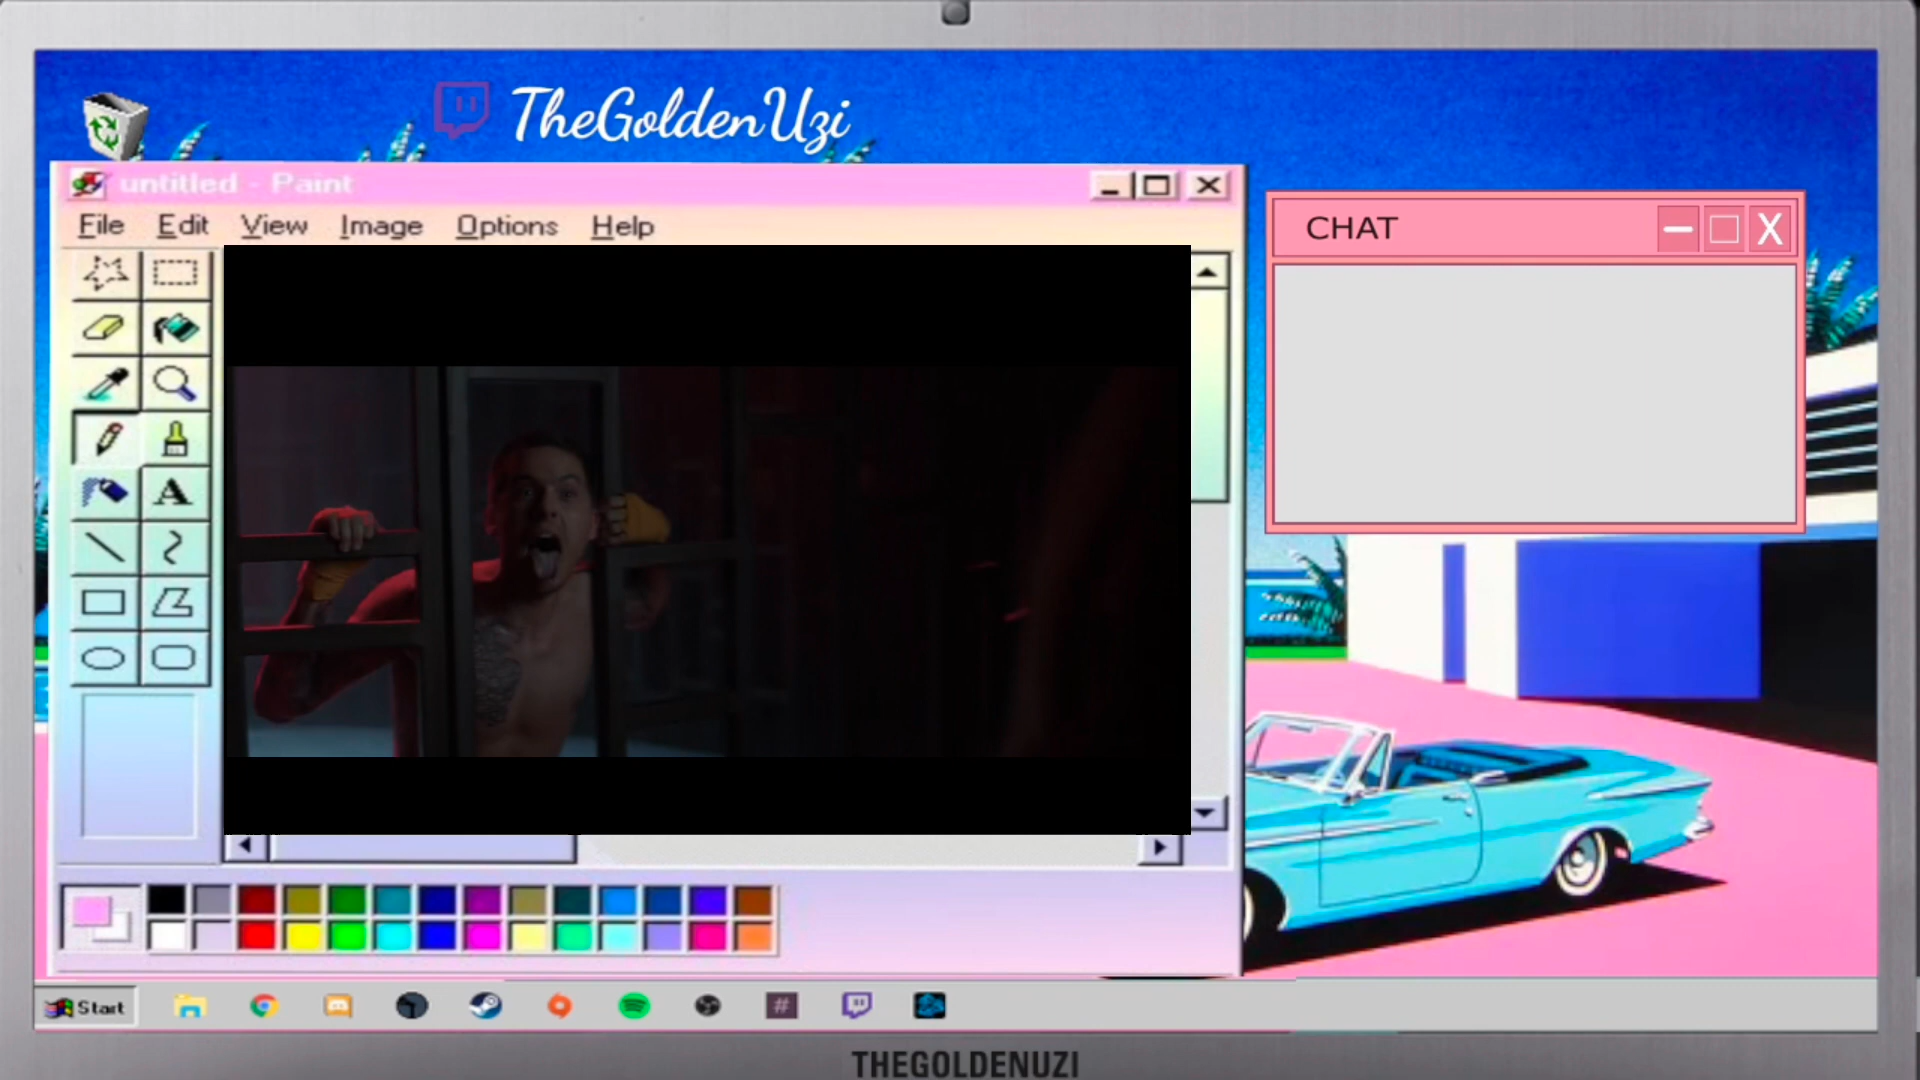 TheGoldenUzi
untitled - Paint
File Edit View Image Options Help
CHAT
A
Start
#
THEGOLDENUZI